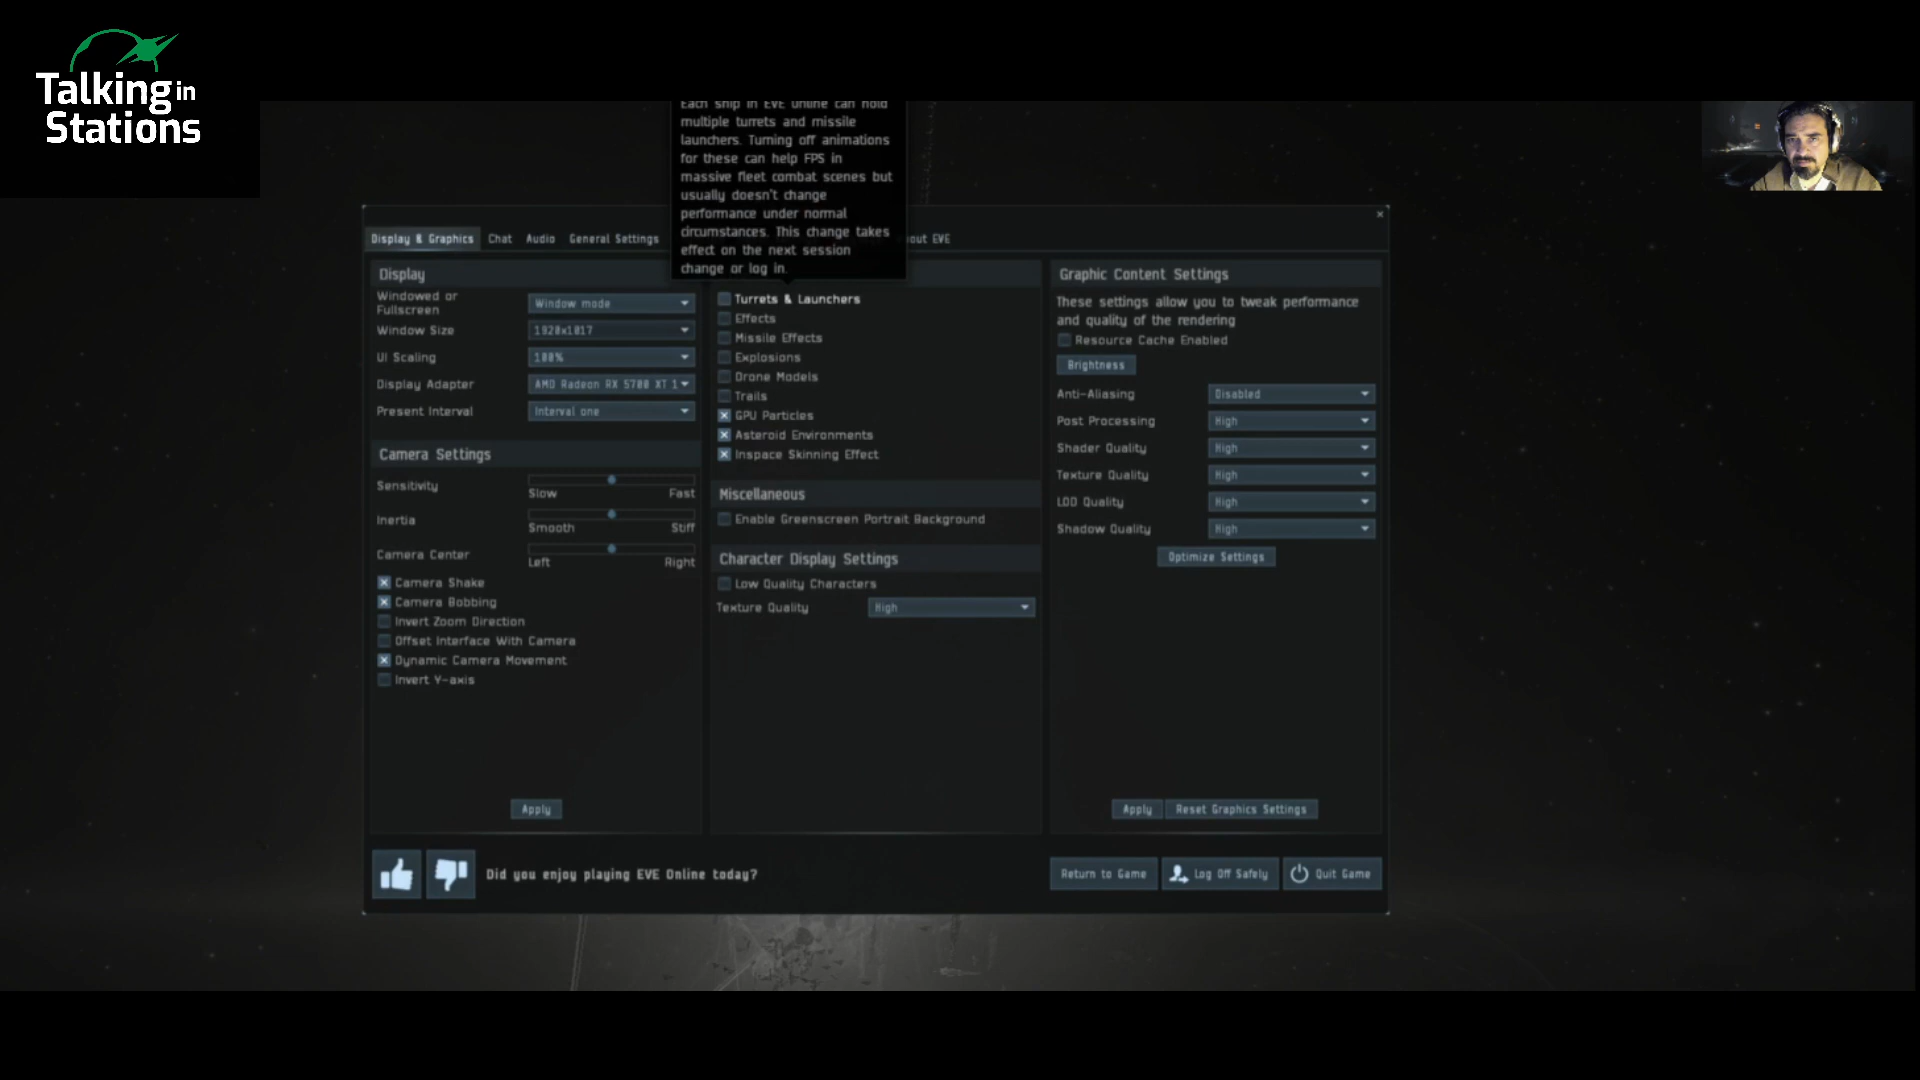 Talking in
Stations
Each ship in EVE Online can hold
multiple turrets and missile
launchers. Turning off animations
for these can help FPS in
massive fleet combat scenes but
usually doesn't change
performance under normal
circumstances. This change takes
effect on the next session
change or log in.
Display & Graphics
Chat
Audio
General Settings
out EVE
Display
Windowed or
Fullscreen
Window mode
Window Size
1920x1017
UI Scaling
100%
Display Adapter
AMD Radeon RX 5700 XT 1
Present Interval
Interval one
Camera Settings
Sensitivity
Slow
Fast
Inertia
Smooth
Stiff
Camera Center
Left
Right
Camera Shake
Camera Bobbing
Invert Zoom Direction
Offset Interface With Camera
Dynamic Camera Movement
Invert Y-axis
Apply
Turrets & Launchers
Effects
Missile Effects
Explosions
Drone Models
Trails
GPU Particles
Asteroid Environments
Inspace Skinning Effect
Miscellaneous
Enable Greenscreen Portrait Background
Character Display Settings
Low Quality Characters
Texture Quality
High
Graphic Content Settings
These settings allow you to tweak performance
and quality of the rendering
Resource Cache Enabled
Brightness
Anti-Aliasing
Disabled
Post Processing
High
Shader Quality
High
Texture Quality
High
LOD Quality
High
Shadow Quality
High
Optimize Settings
Apply
Reset Graphics Settings
Did you enjoy playing EVE Online today?
Return to Game
Log Off Safely
Quit Game